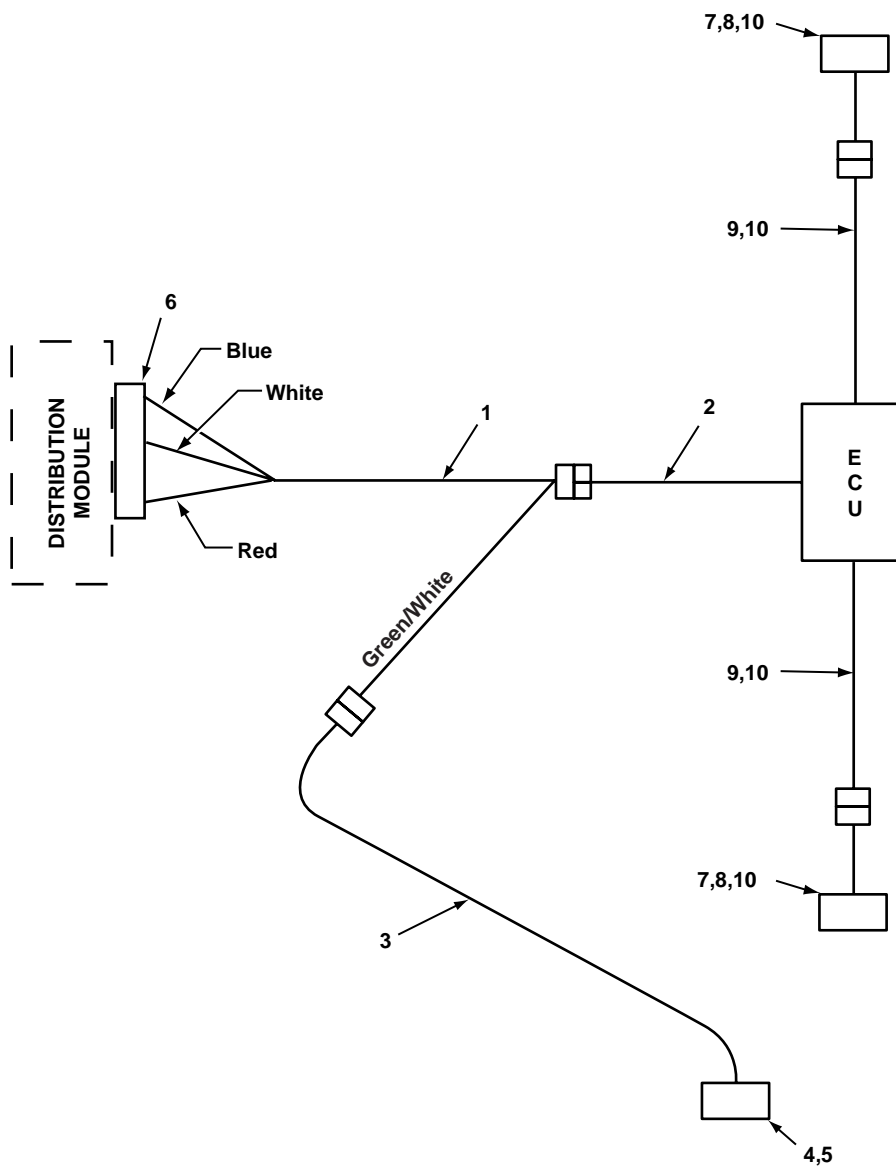 7,8,10
9,10
6
Blue
White
1
2
DISTRIBUTION
MODULE
E
C
U
Red
Green/White
9,10
7,8,10
3
4,5